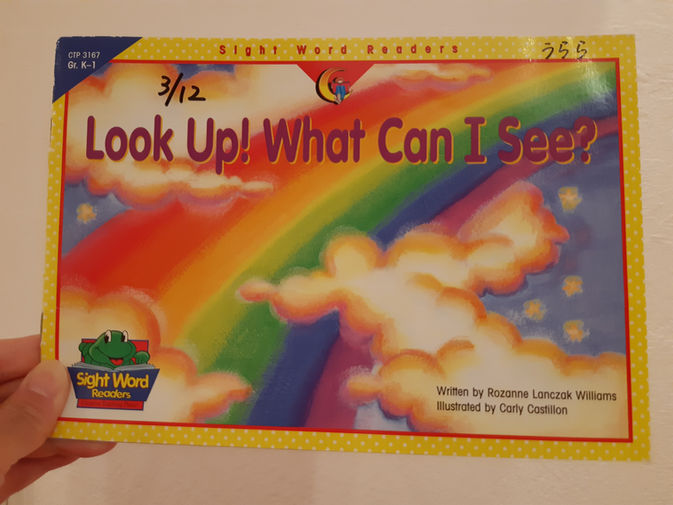 CTP 3167
Gr. K–1
Sight Word Readers
3/12
うらら
Look Up! What Can I See?
Sight Word
Readers
Written by Rozanne Lanczak Williams
Illustrated by Carly Castillon